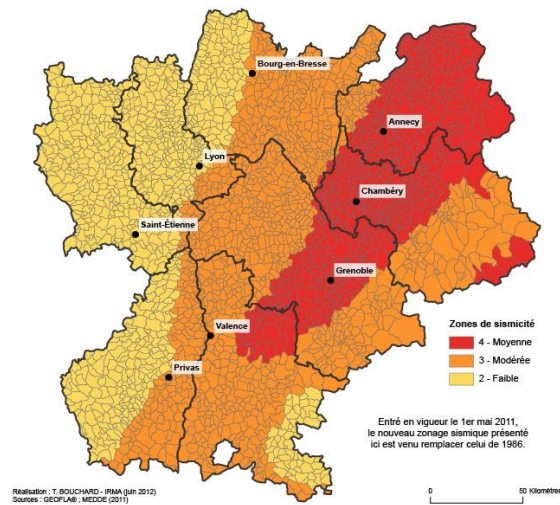 Bourg-en-Bresse
Annecy
Lyon
Chambéry
Saint-Étienne
Grenoble
Valence
Privas
Zones de sismicité
4 - Moyenne
3 - Modérée
2 - Faible
Entré en vigueur le 1er mai 2011,
le nouveau zonage sismique présenté
ici est venu remplacer celui de 1986.
Réalisation : T. BOUCHARD - IRMA (juin 2012)
Sources : GEOFLA® ; MEDDE (2011)
0 50 Kilomètres